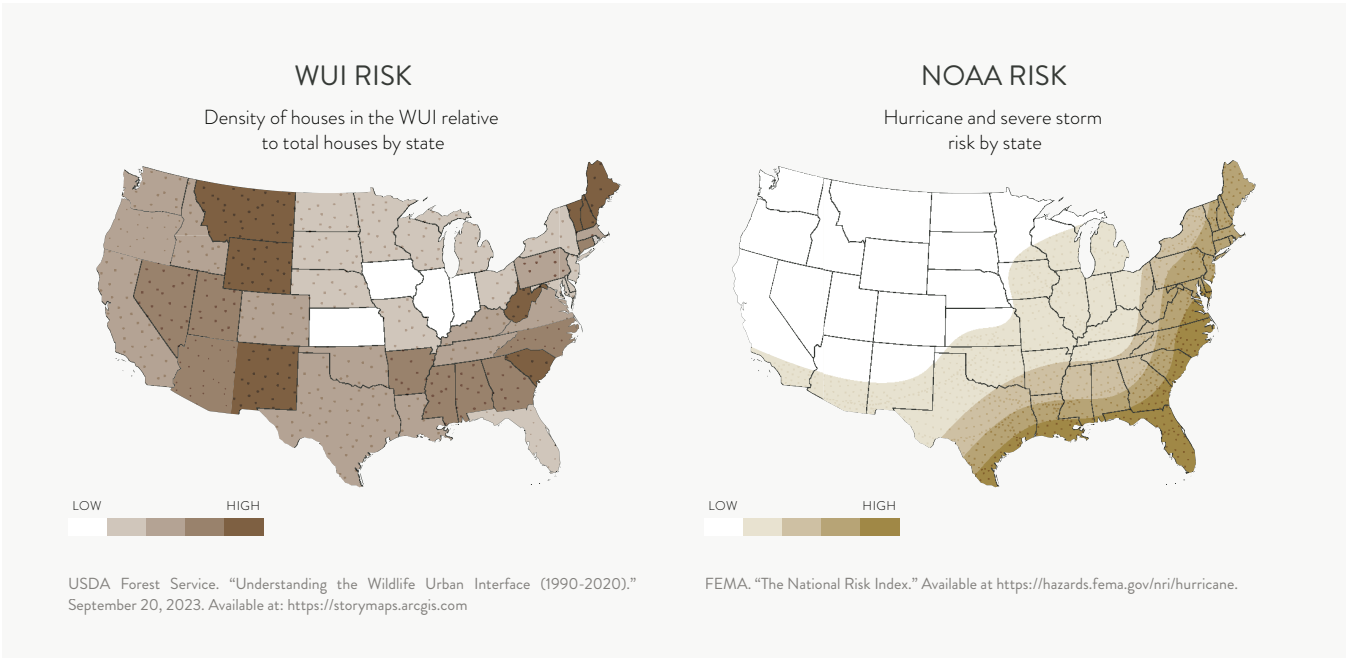 WUI RISK
Density of houses in the WUI relative
to total houses by state
LOW HIGH
USDA Forest Service. “Understanding the Wildlife Urban Interface (1990-2020).”
September 20, 2023. Available at: https://storymaps.arcgis.com
NOAA RISK
Hurricane and severe storm
risk by state
LOW HIGH
FEMA. “The National Risk Index.” Available at https://hazards.fema.gov/nri/hurricane.